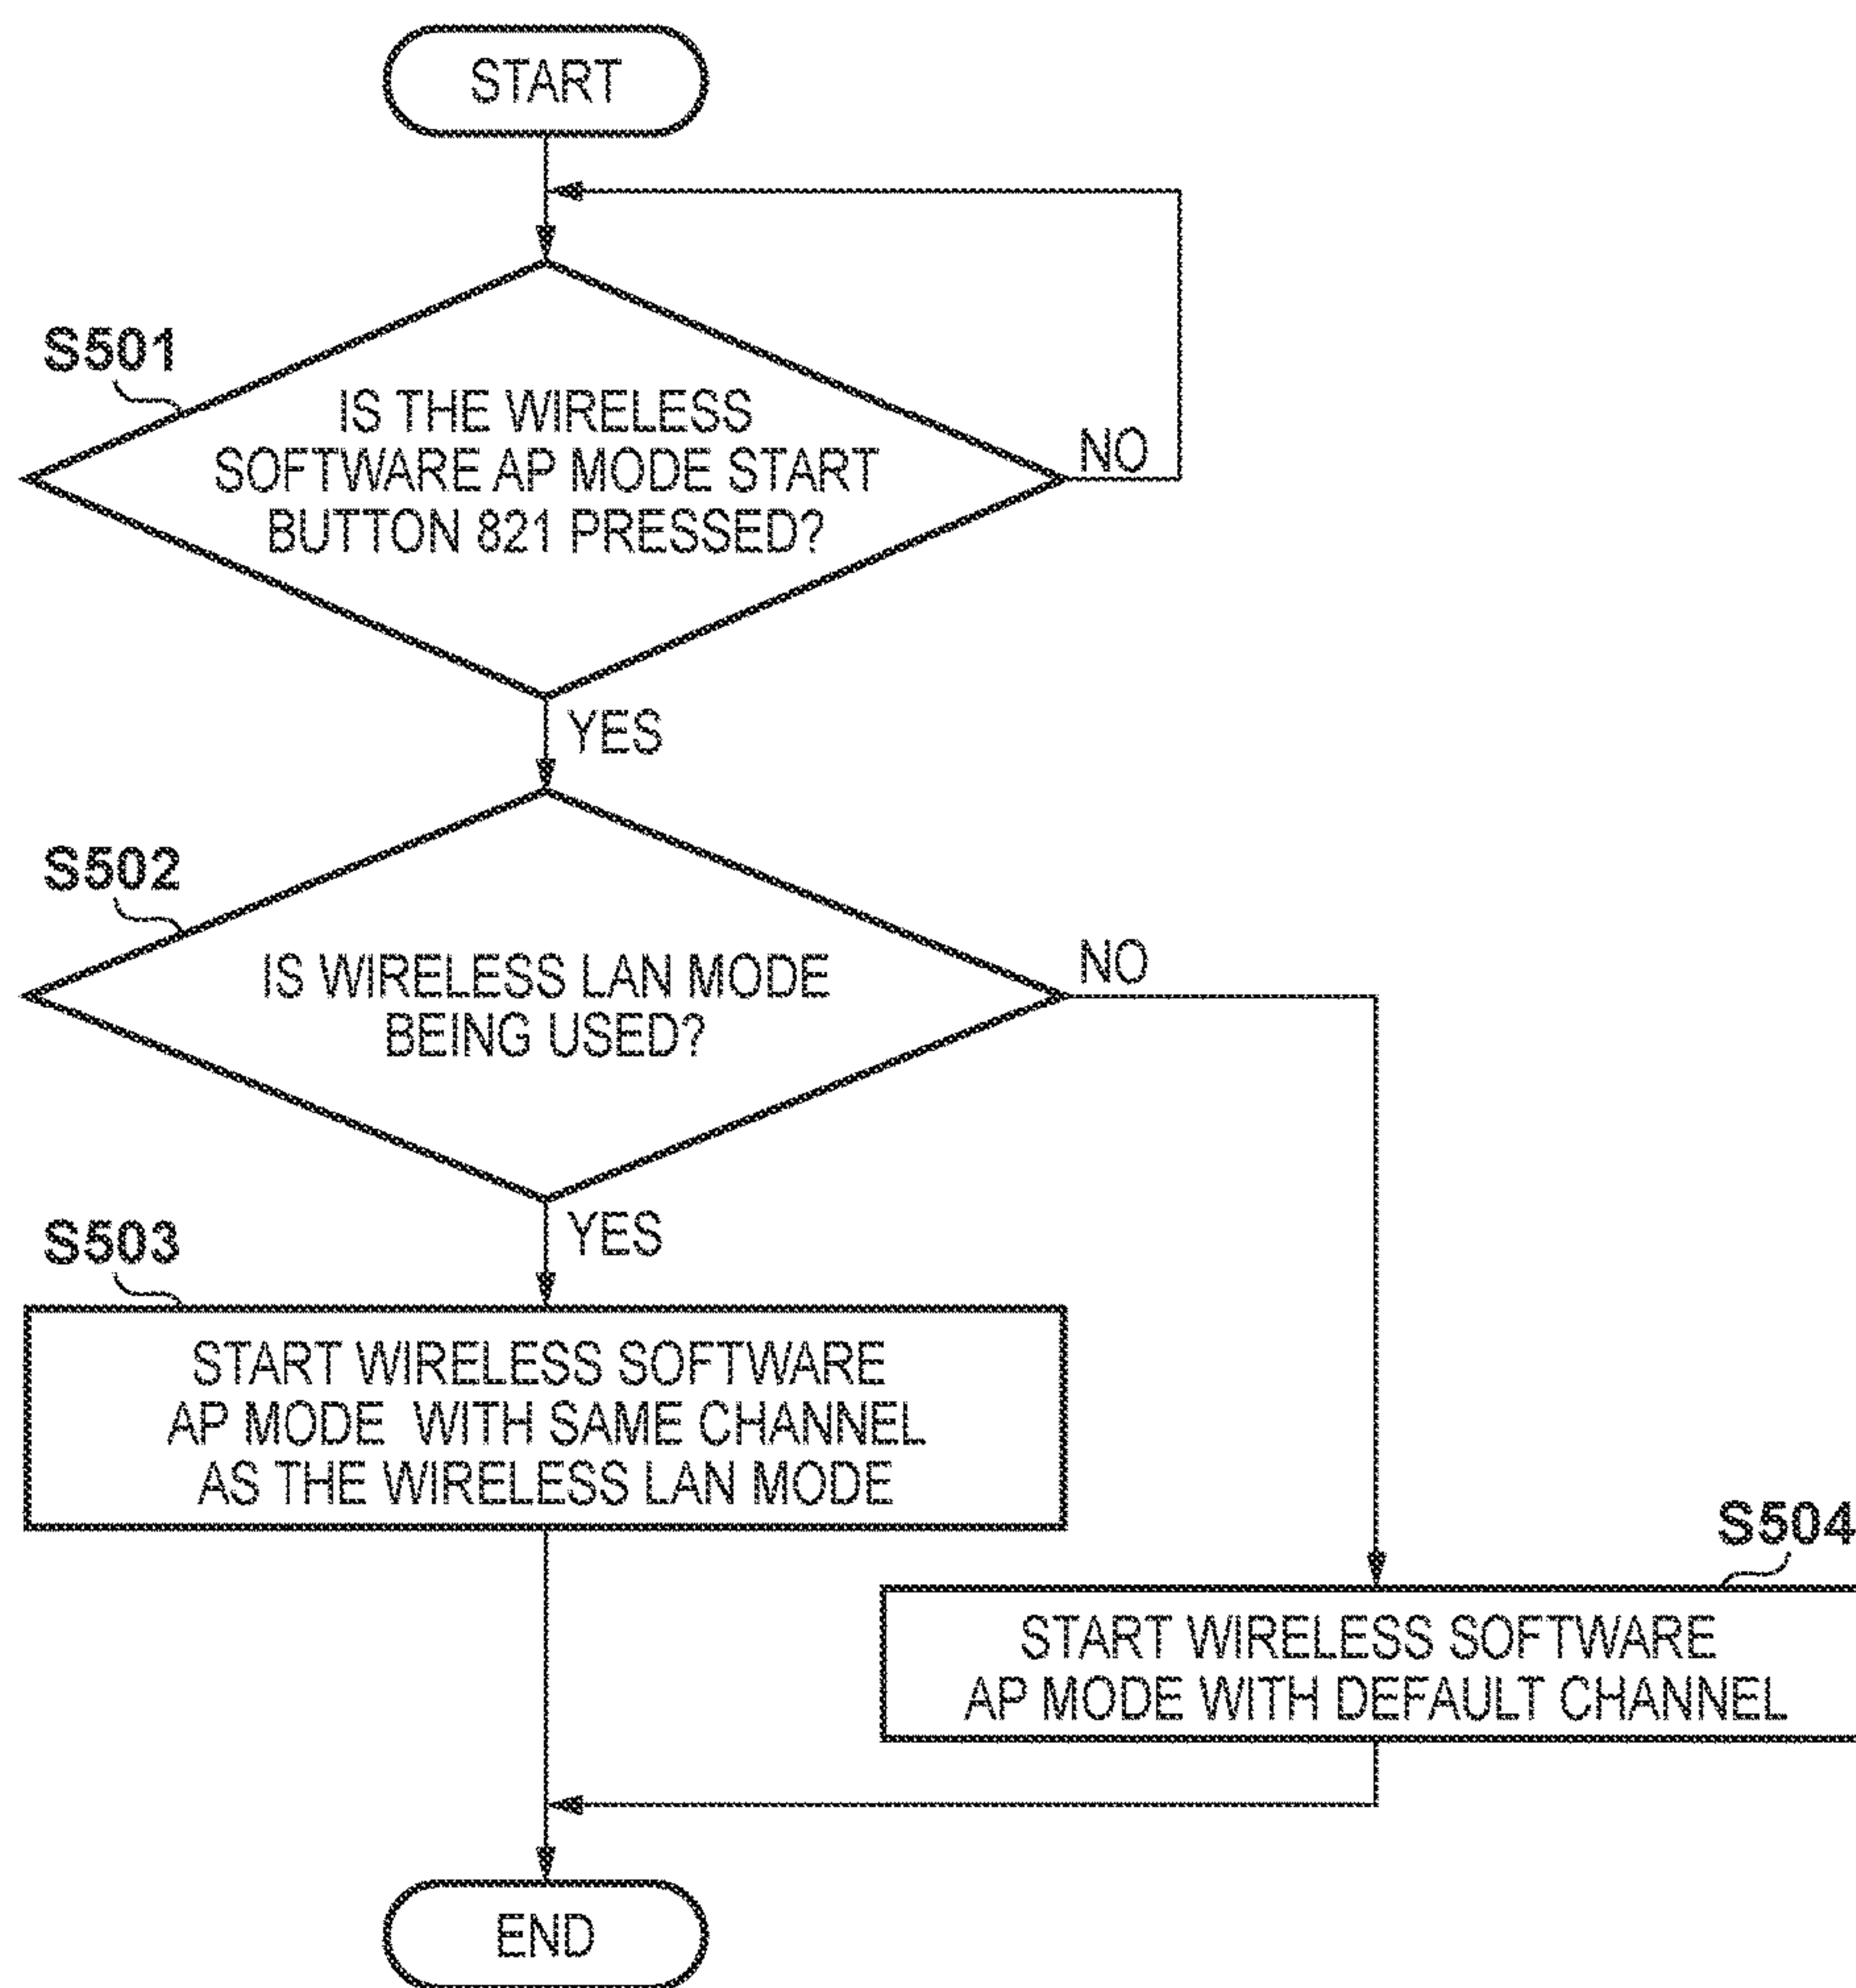 START
S501
IS THE WIRELESS
SOFTWARE AP MODE START
BUTTON 821 PRESSED?
NO
YES
S502
IS WIRELESS LAN MODE
BEING USED?
NO
YES
S503
START WIRELESS SOFTWARE
AP MODE WITH SAME CHANNEL
AS THE WIRELESS LAN MODE
S504
START WIRELESS SOFTWARE
AP MODE WITH DEFAULT CHANNEL
END